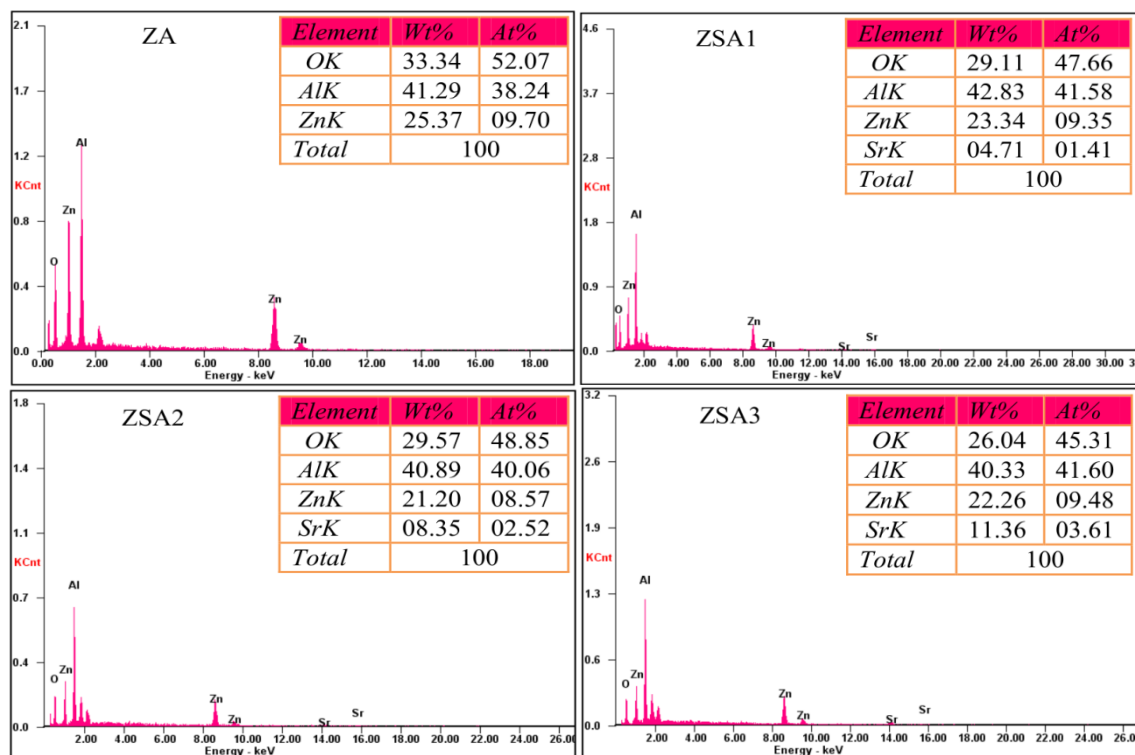 ZA
Element Wt% At%
OK 33.34 52.07
AlK 41.29 38.24
ZnK 25.37 09.70
Total 100
2.1
1.7
1.2
KCnt
0.8
0.4
0.0
Al
Zn
O
Zn
Zn
0.00 2.00 4.00 6.00 8.00 10.00 12.00 14.00 16.00 18.00
Energy - keV
ZSA1
Element Wt% At%
OK 29.11 47.66
AlK 42.83 41.58
ZnK 23.34 09.35
SrK 04.71 01.41
Total 100
4.6
3.7
2.8
KCnt
1.8
0.9
0.0
Al
Zn
O
Zn
Zn
Sr
Sr
2.00 4.00 6.00 8.00 10.00 12.00 14.00 16.00 18.00 20.00 22.00 24.00 26.00 28.00 30.00 3
Energy - keV
ZSA2
Element Wt% At%
OK 29.57 48.85
AlK 40.89 40.06
ZnK 21.20 08.57
SrK 08.35 02.52
Total 100
1.8
1.4
1.1
KCnt
0.7
0.4
0.0
Al
Zn
O
Zn
Zn
Sr
Sr
2.00 4.00 6.00 8.00 10.00 12.00 14.00 16.00 18.00 20.00 22.00 24.00 26.00
Energy - keV
ZSA3
Element Wt% At%
OK 26.04 45.31
AlK 40.33 41.60
ZnK 22.26 09.48
SrK 11.36 03.61
Total 100
3.2
2.6
1.9
KCnt
1.3
0.6
0.0
Al
Zn
O
Zn
Zn
Sr
Sr
2.00 4.00 6.00 8.00 10.00 12.00 14.00 16.00 18.00 20.00 22.00 24.00 26.0
Energy - keV